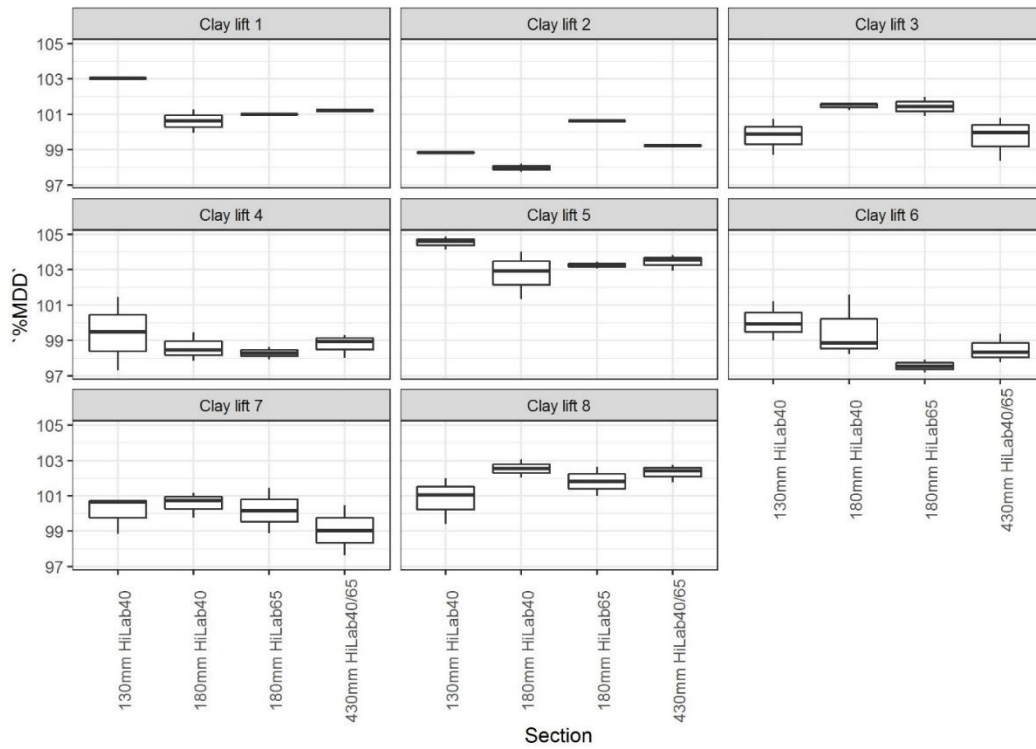 Clay lift 1
Clay lift 2
Clay lift 3
105
103
101
99
97
Clay lift 4
Clay lift 5
Clay lift 6
105
103
101
99
97
`%MDD`
Clay lift 7
Clay lift 8
105
103
101
99
97
130mm HiLab40
180mm HiLab40
180mm HiLab65
430mm HiLab40/65
130mm HiLab40
180mm HiLab40
180mm HiLab65
430mm HiLab40/65
130mm HiLab40
180mm HiLab40
180mm HiLab65
430mm HiLab40/65
Section